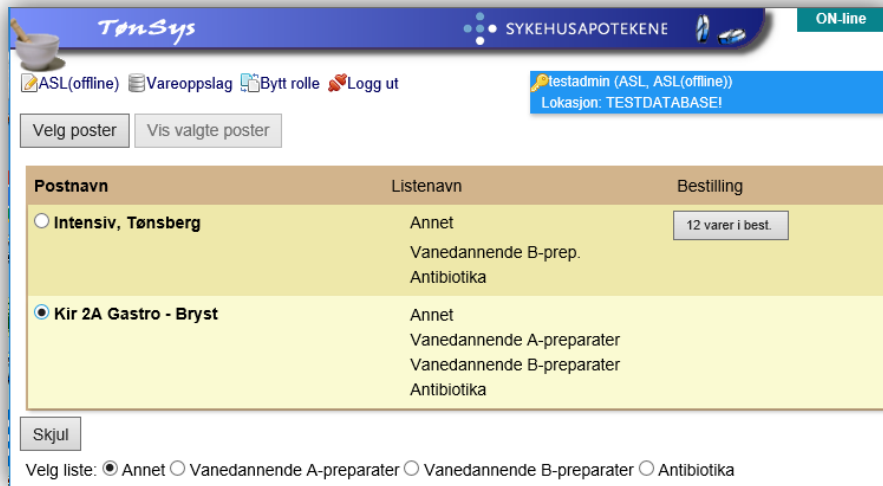 TønSys SYKEHUSAPOTEKENE ON-line
ASL(offline) Vareoppslag Bytt rolle Logg ut
testadmin (ASL, ASL(offline))
Lokasjon: TESTDATABASE!
Velg poster Vis valgte poster
Postnavn Listenavn Bestilling
Intensiv, Tønsberg Annet 12 varer i best.
Vanedannende B-prep.
Antibiotika
Kir 2A Gastro - Bryst Annet
Vanedannende A-preparater
Vanedannende B-preparater
Antibiotika
Skjul
Velg liste: Annet Vanedannende A-preparater Vanedannende B-preparater Antibiotika